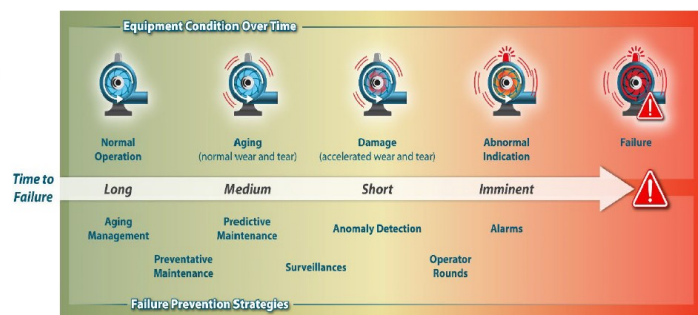 Equipment Condition Over Time
Normal
Operation
Aging
(normal wear and tear)
Damage
(accelerated wear and tear)
Abnormal
Indication
Failure
Time to
Failure
Long
Medium
Short
Imminent
Aging
Management
Predictive
Maintenance
Anomaly Detection
Alarms
Preventative
Maintenance
Surveillances
Operator
Rounds
Failure Prevention Strategies